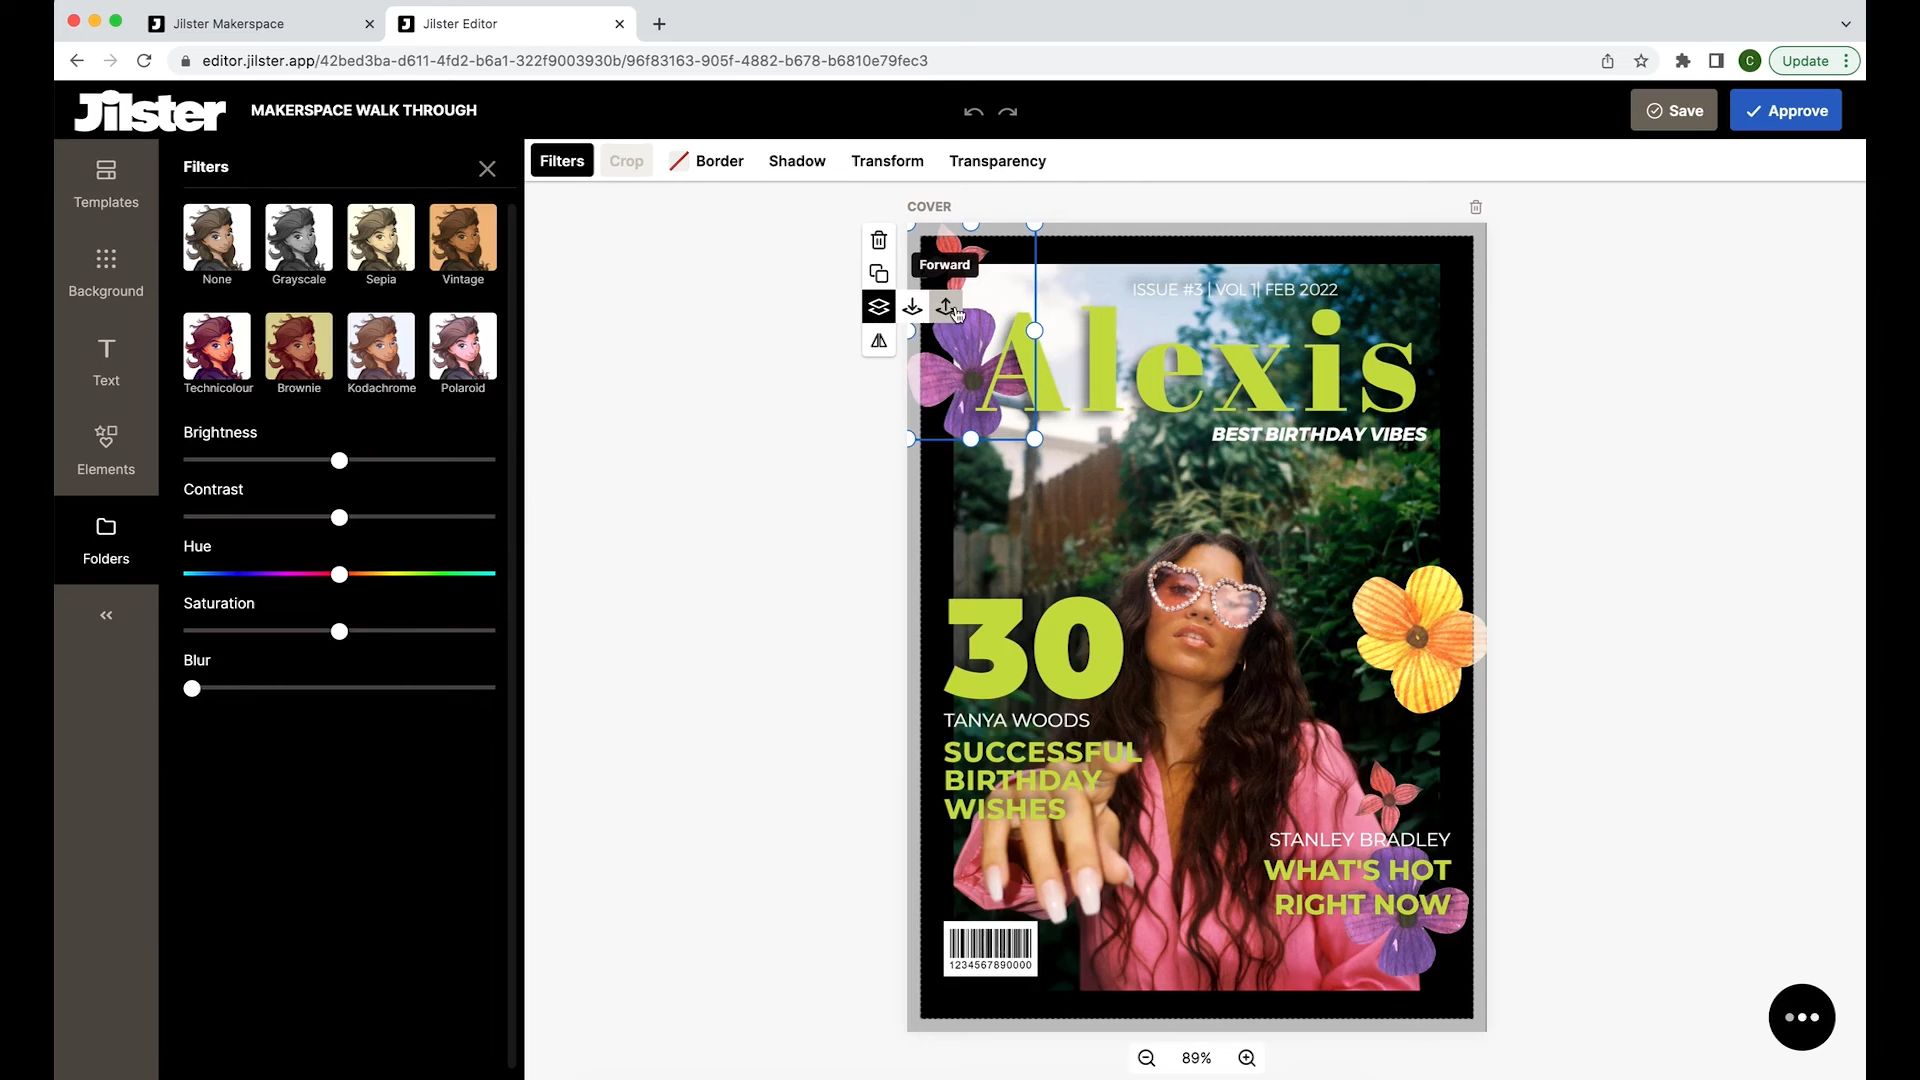 Jilster Makerspace
Jilster Editor
editor.jilster.app/42bed3ba-d611-4fd2-b6a1-322f9003930b/96f83163-905f-4882-b678-b6810e79fec3
C
Update
Jilster
MAKERSPACE WALK THROUGH
Save
Approve
Templates
Background
Text
Elements
Folders
Filters
None
Grayscale
Sepia
Vintage
Technicolour
Brownie
Kodachrome
Polaroid
Brightness
Contrast
Hue
Saturation
Blur
Filters
Crop
Border
Shadow
Transform
Transparency
COVER
Forward
ISSUE #3 | VOL 1| FEB 2022
Alexis
BEST BIRTHDAY VIBES
30
TANYA WOODS
SUCCESSFUL
BIRTHDAY
WISHES
STANLEY BRADLEY
WHAT'S HOT
RIGHT NOW
1234567890000
89%